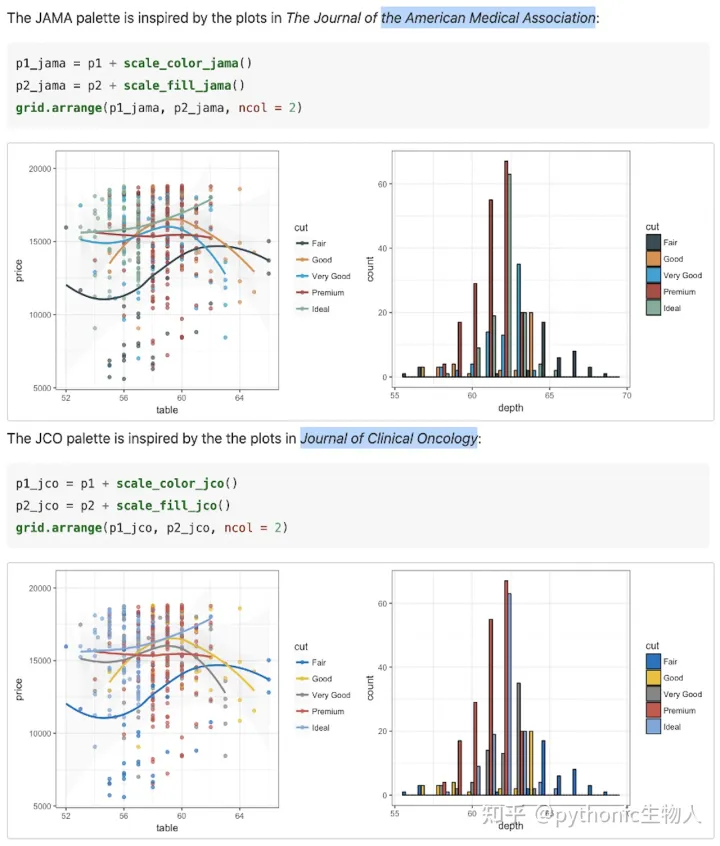 The JAMA palette is inspired by the plots in The Journal of the American Medical Association:
p1_jama = p1 + scale_color_jama()
p2_jama = p2 + scale_fill_jama()
grid.arrange(p1_jama, p2_jama, ncol = 2)
20000
15000
10000
5000
price
52
56
60
64
table
cut
Fair
Good
Very Good
Premium
Ideal
60
40
20
0
count
55
60
65
70
depth
cut
Fair
Good
Very Good
Premium
Ideal
The JCO palette is inspired by the the plots in Journal of Clinical Oncology:
p1_jco = p1 + scale_color_jco()
p2_jco = p2 + scale_fill_jco()
grid.arrange(p1_jco, p2_jco, ncol = 2)
20000
15000
10000
5000
price
52
56
60
64
table
cut
Fair
Good
Very Good
Premium
Ideal
60
40
20
0
count
55
60
65
depth
cut
Fair
Good
Very Good
Premium
Ideal
知乎 @pythonic生物人